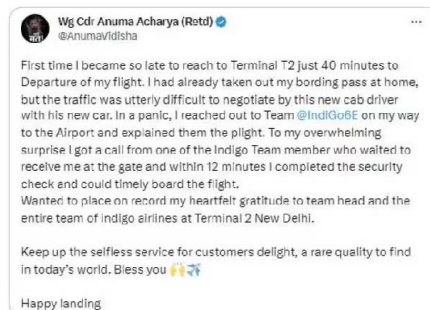 Wg Cdr Anuma Acharya (Retd)
@AnumaVidisha
First time I became so late to reach to Terminal T2 just 40 minutes to
Departure of my flight. I had already taken out my bording pass at home,
but the traffic was utterly difficult to negotiate by this new cab driver
with his new car. In a panic, I reached out to Team @IndiGo6E on my way
to the Airport and explained them the plight. To my overwhelming
surprise I got a call from one of the Indigo Team member who waited to
receive me at the gate and within 12 minutes I completed the security
check and could timely board the flight.
Wanted to place on record my heartfelt gratitude to team head and the
entire team of indigo airlines at Terminal 2 New Delhi.
Keep up the selfless service for customers delight, a rare quality to find
in today's world. Bless you 🙌✈️
Happy landing